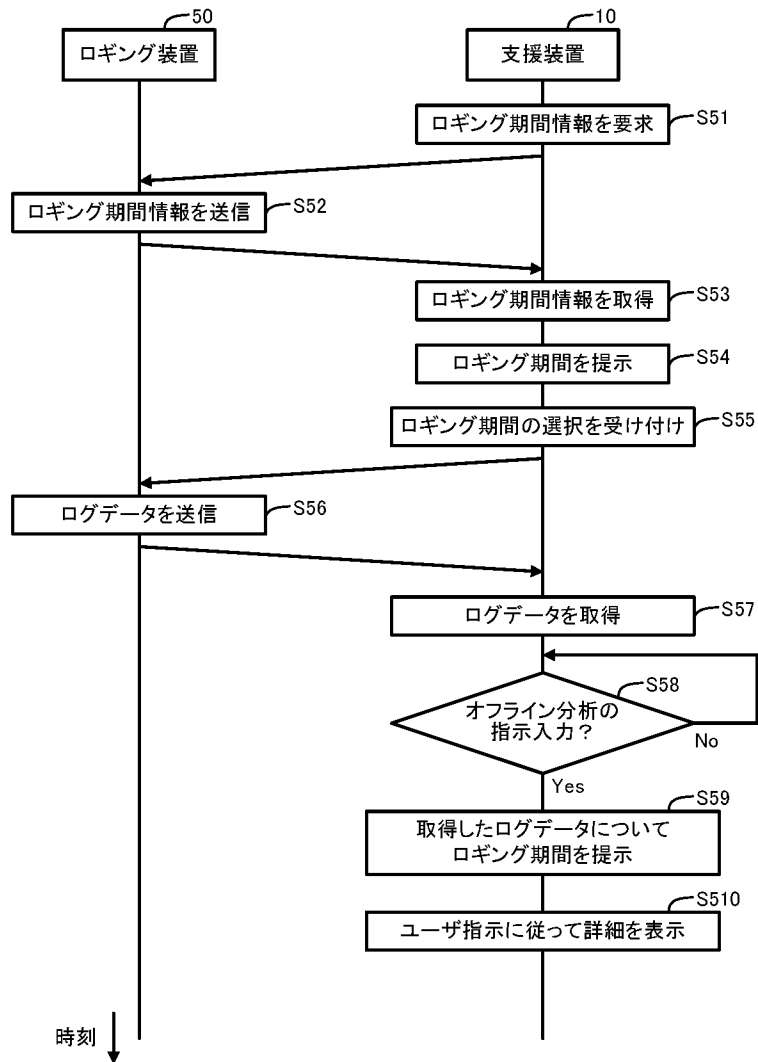 50
ロギング装置
10
支援装置
ロギング期間情報を要求
S51
ロギング期間情報を送信
S52
ロギング期間情報を取得
S53
ロギング期間を提示
S54
ロギング期間の選択を受け付け
S55
ログデータを送信
S56
ログデータを取得
S57
S58
オフライン分析の
指示入力？
No
Yes
S59
取得したログデータについて
ロギング期間を提示
S510
ユーザ指示に従って詳細を表示
時刻